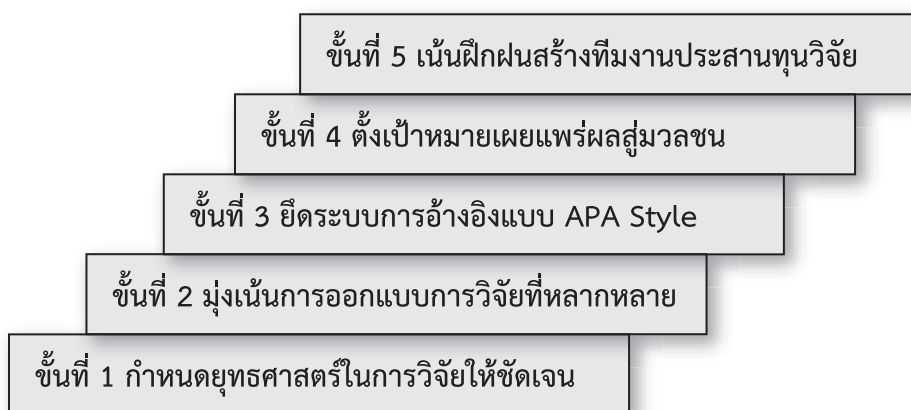 ขั้นที่ 5 เน้นฝึกฝนสร้างทีมงานประสานทุนวิจัย
ขั้นที่ 4 ตั้งเป้าหมายเผยแพร่ผลสู่มวลชน
ขั้นที่ 3 ยึดระบบการอ้างอิงแบบ APA Style
ขั้นที่ 2 มุ่งเน้นการออกแบบการวิจัยที่หลากหลาย
ขั้นที่ 1 กำหนดยุทธศาสตร์ในการวิจัยให้ชัดเจน